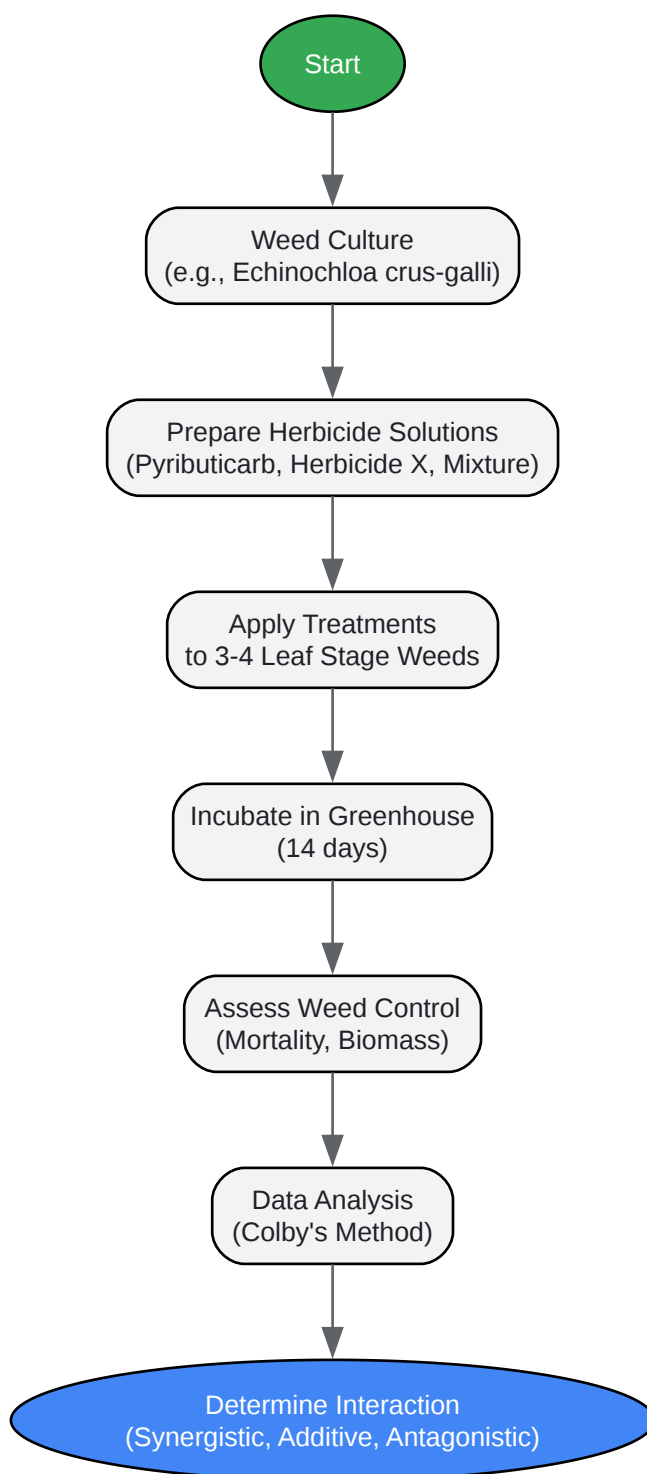 Start
Weed Culture
(e.g., Echinochloa crus-galli)
Prepare Herbicide Solutions
(Pyributicarb, Herbicide X, Mixture)
Apply Treatments
to 3-4 Leaf Stage Weeds
Incubate in Greenhouse
(14 days)
Assess Weed Control
(Mortality, Biomass)
Data Analysis
(Colby's Method)
Determine Interaction
(Synergistic, Additive, Antagonistic)